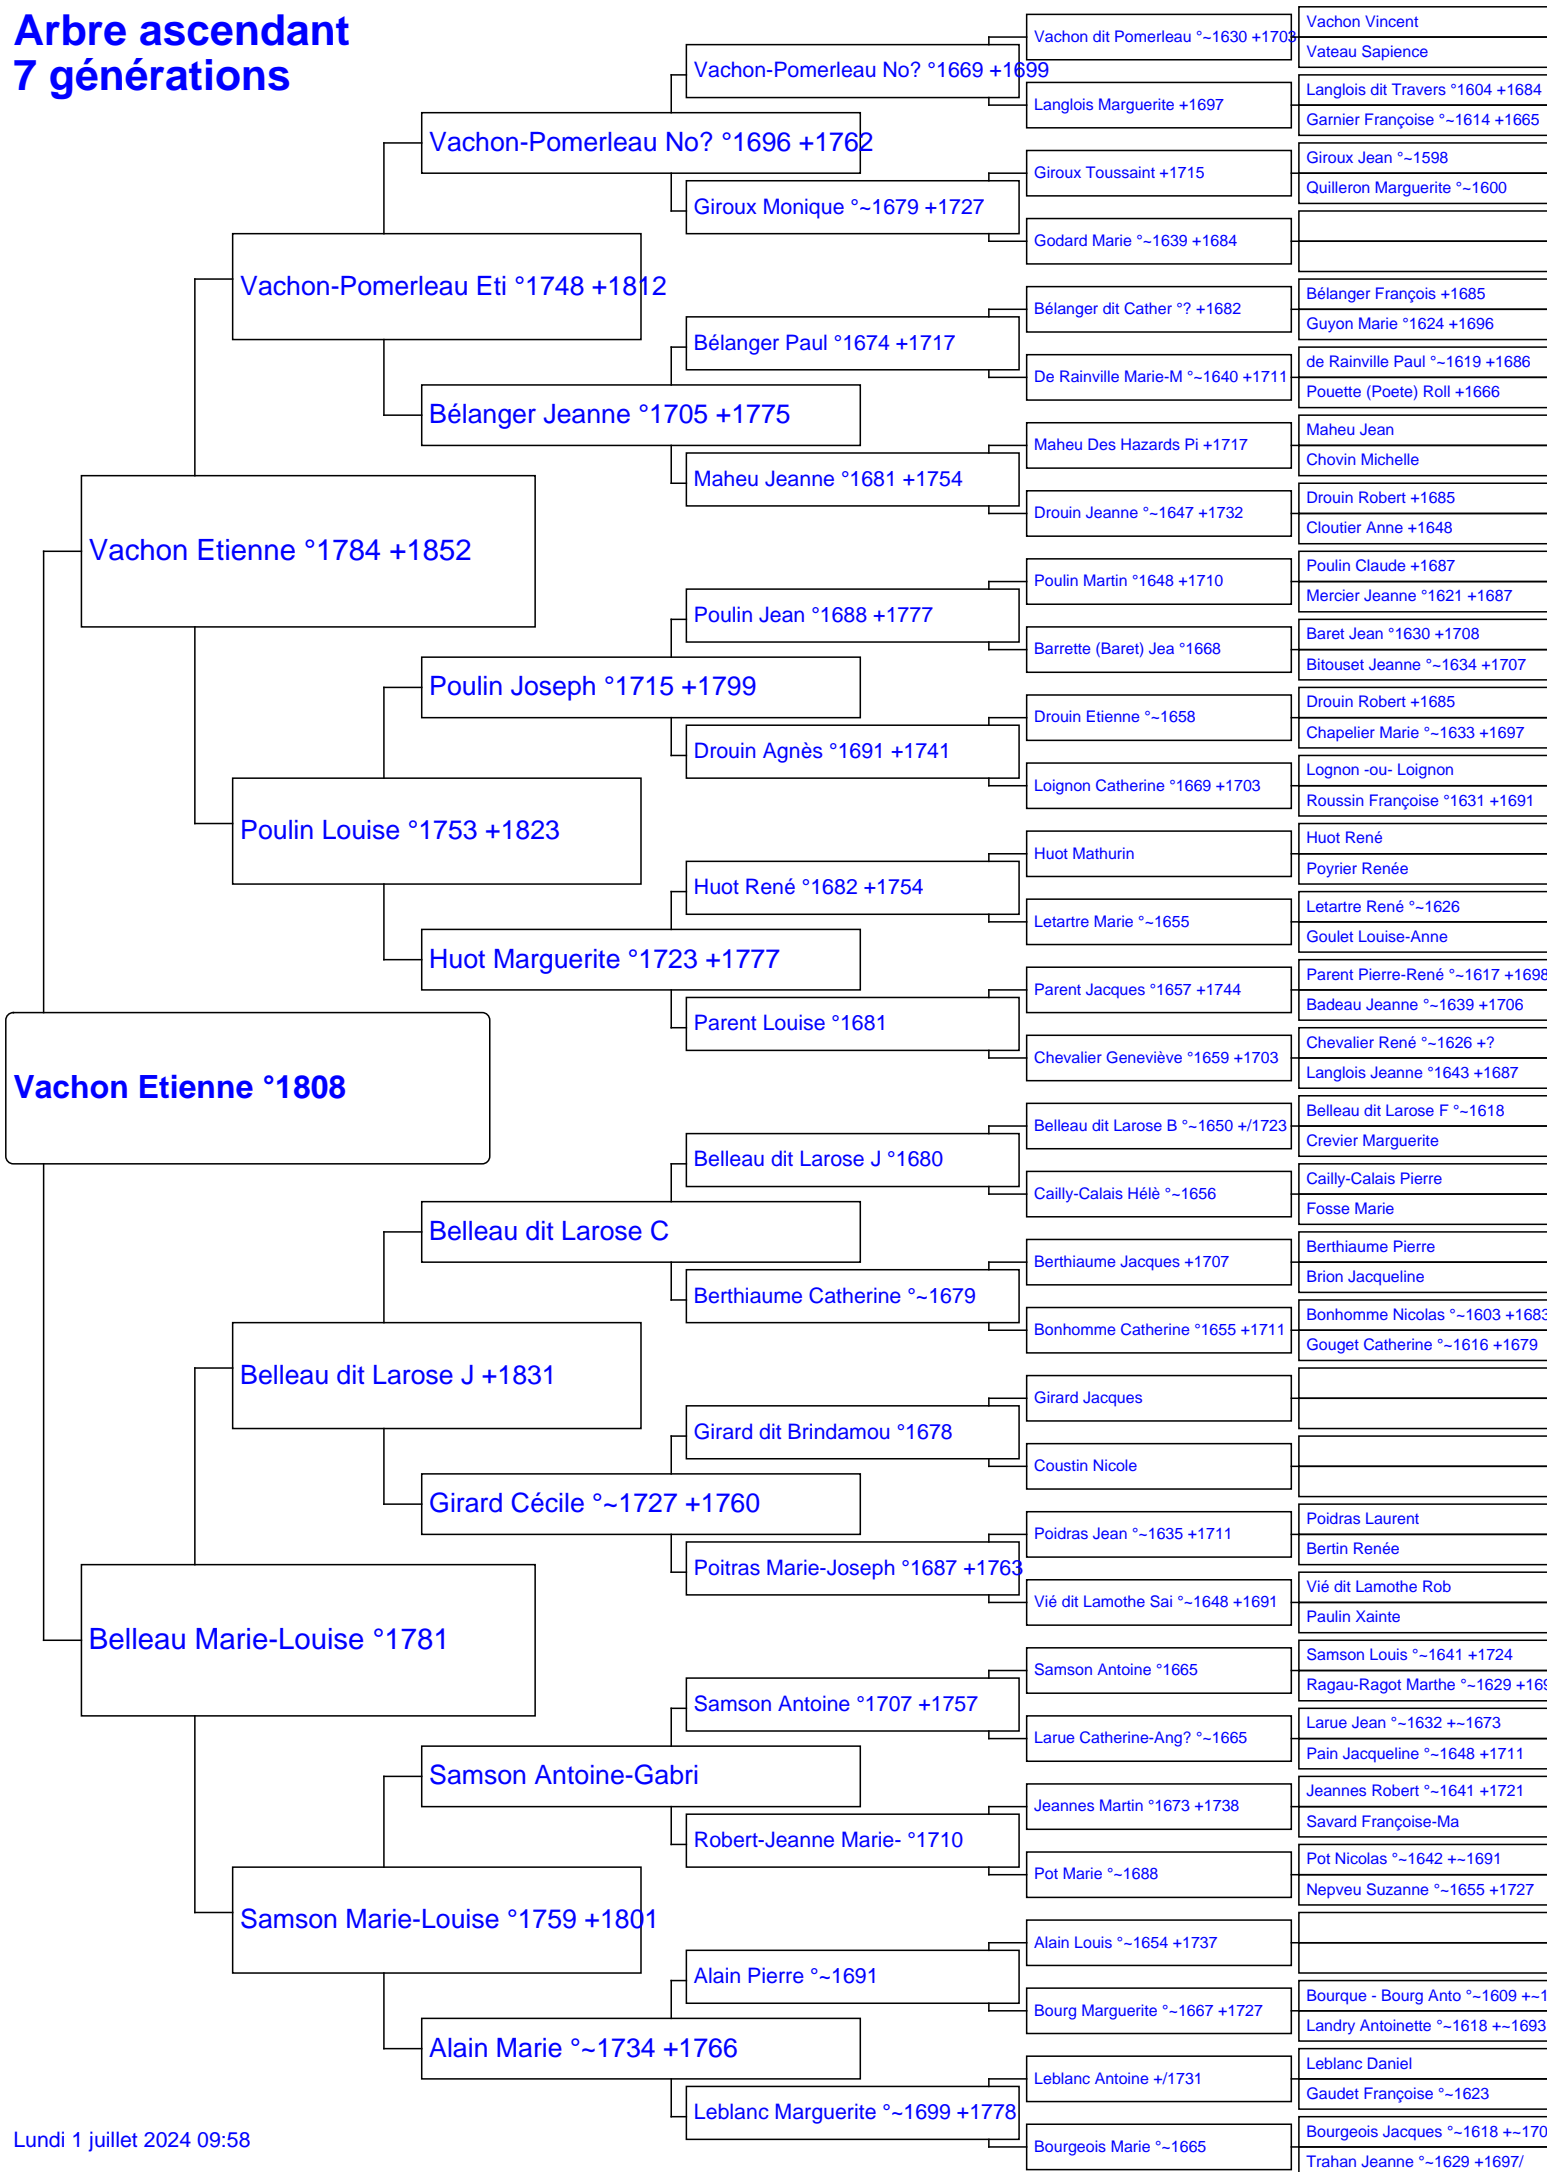 Arbre ascendant
7 générations
Vachon Etienne °1808
Vachon Etienne °1784 +1852
Belleau Marie-Louise °1781
Vachon-Pomerleau Eti °1748 +1812
Poulin Louise °1753 +1823
Belleau dit Larose J +1831
Samson Marie-Louise °1759 +1801
Vachon-Pomerleau No? °1696 +1762
Bélanger Jeanne °1705 +1775
Poulin Joseph °1715 +1799
Huot Marguerite °1723 +1777
Belleau dit Larose C
Girard Cécile °~1727 +1760
Samson Antoine-Gabri
Alain Marie °~1734 +1766
Vachon-Pomerleau No? °1669 +1699
Giroux Monique °~1679 +1727
Bélanger Paul °1674 +1717
Maheu Jeanne °1681 +1754
Poulin Jean °1688 +1777
Drouin Agnès °1691 +1741
Huot René °1682 +1754
Parent Louise °1681
Belleau dit Larose J °1680
Berthiaume Catherine °~1679
Girard dit Brindamou °1678
Poitras Marie-Joseph °1687 +1763
Samson Antoine °1707 +1757
Robert-Jeanne Marie- °1710
Alain Pierre °~1691
Leblanc Marguerite °~1699 +1778
Vachon dit Pomerleau °~1630 +1703
Langlois Marguerite +1697
Giroux Toussaint +1715
Godard Marie °~1639 +1684
Bélanger dit Cather °? +1682
De Rainville Marie-M °~1640 +1711
Maheu Des Hazards Pi +1717
Drouin Jeanne °~1647 +1732
Poulin Martin °1648 +1710
Barrette (Baret) Jea °1668
Drouin Etienne °~1658
Loignon Catherine °1669 +1703
Huot Mathurin
Letartre Marie °~1655
Parent Jacques °1657 +1744
Chevalier Geneviève °1659 +1703
Belleau dit Larose B °~1650 +/1723
Cailly-Calais Hélè °~1656
Berthiaume Jacques +1707
Bonhomme Catherine °1655 +1711
Girard Jacques
Coustin Nicole
Poidras Jean °~1635 +1711
Vié dit Lamothe Sai °~1648 +1691
Samson Antoine °1665
Larue Catherine-Ang? °~1665
Jeannes Martin °1673 +1738
Pot Marie °~1688
Alain Louis °~1654 +1737
Bourg Marguerite °~1667 +1727
Leblanc Antoine +/1731
Bourgeois Marie °~1665
Vachon Vincent
Vateau Sapience
Langlois dit Travers °1604 +1684
Garnier Françoise °~1614 +1665
Giroux Jean °~1598
Quilleron Marguerite °~1600
Bélanger François +1685
Guyon Marie °1624 +1696
de Rainville Paul °~1619 +1686
Pouette (Poete) Roll +1666
Maheu Jean
Chovin Michelle
Drouin Robert +1685
Cloutier Anne +1648
Poulin Claude +1687
Mercier Jeanne °1621 +1687
Baret Jean °1630 +1708
Bitouset Jeanne °~1634 +1707
Drouin Robert +1685
Chapelier Marie °~1633 +1697
Lognon -ou- Loignon
Roussin Françoise °1631 +1691
Huot René
Poyrier Renée
Letartre René °~1626
Goulet Louise-Anne
Parent Pierre-René °~1617 +1698
Badeau Jeanne °~1639 +1706
Chevalier René °~1626 +?
Langlois Jeanne °1643 +1687
Belleau dit Larose F °~1618
Crevier Marguerite
Cailly-Calais Pierre
Fosse Marie
Berthiaume Pierre
Brion Jacqueline
Bonhomme Nicolas °~1603 +1683
Gouget Catherine °~1616 +1679
Poidras Laurent
Bertin Renée
Vié dit Lamothe Rob
Paulin Xainte
Samson Louis °~1641 +1724
Ragau-Ragot Marthe °~1629 +169
Larue Jean °~1632 +~1673
Pain Jacqueline °~1648 +1711
Jeannes Robert °~1641 +1721
Savard Françoise-Ma
Pot Nicolas °~1642 +~1691
Nepveu Suzanne °~1655 +1727
Bourque - Bourg Anto °~1609 +~1
Landry Antoinette °~1618 +~1693
Leblanc Daniel
Gaudet Françoise °~1623
Bourgeois Jacques °~1618 +~170
Trahan Jeanne °~1629 +1697/
Lundi 1 juillet 2024 09:58